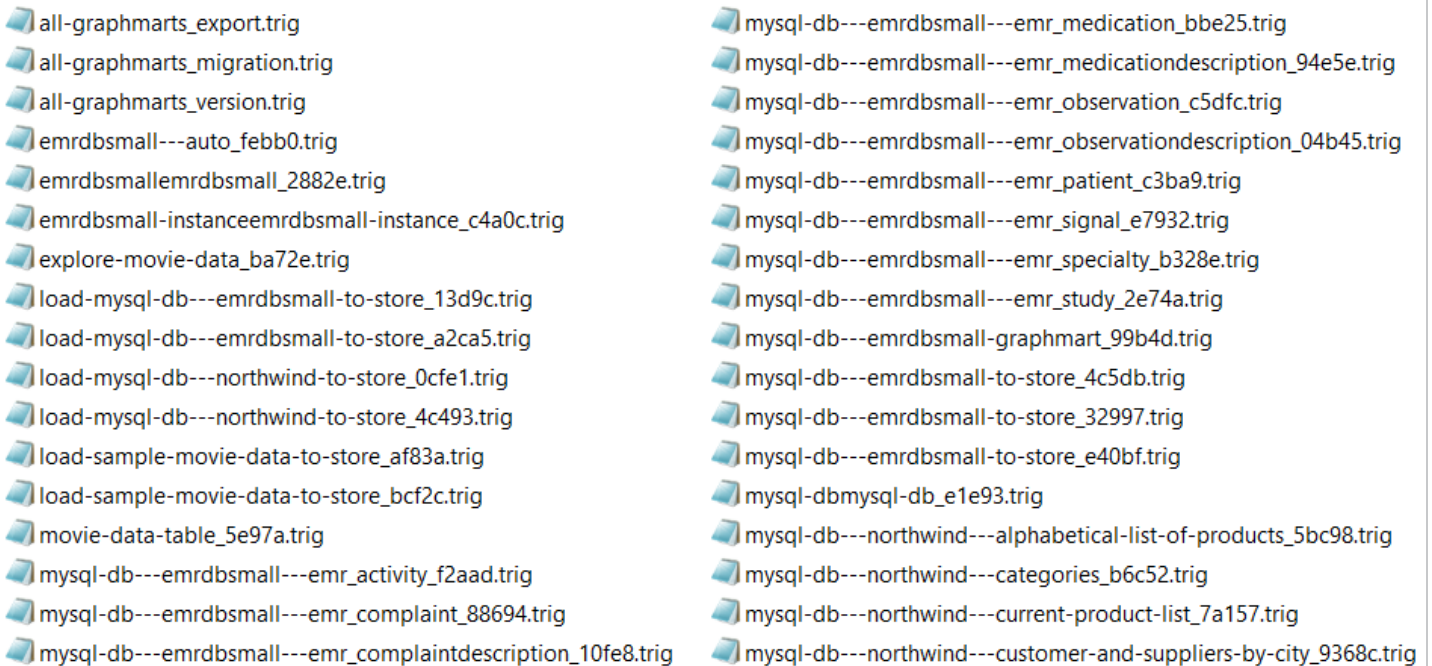 all-graphmarts_export.trig
all-graphmarts_migration.trig
all-graphmarts_version.trig
emrdbsmall---auto_febb0.trig
emrdbsmallemrdbsmall_2882e.trig
emrdbsmall-instanceemrdbsmall-instance_c4a0c.trig
explore-movie-data_ba72e.trig
load-mysql-db---emrdbsmall-to-store_13d9c.trig
load-mysql-db---emrdbsmall-to-store_a2ca5.trig
load-mysql-db---northwind-to-store_0cfe1.trig
load-mysql-db---northwind-to-store_4c493.trig
load-sample-movie-data-to-store_af83a.trig
load-sample-movie-data-to-store_bcf2c.trig
movie-data-table_5e97a.trig
mysql-db---emrdbsmall---emr_activity_f2aad.trig
mysql-db---emrdbsmall---emr_complaint_88694.trig
mysql-db---emrdbsmall---emr_complaintdescription_10fe8.trig
mysql-db---emrdbsmall---emr_medication_bbe25.trig
mysql-db---emrdbsmall---emr_medicationdescription_94e5e.trig
mysql-db---emrdbsmall---emr_observation_c5dfc.trig
mysql-db---emrdbsmall---emr_observationdescription_04b45.trig
mysql-db---emrdbsmall---emr_patient_c3ba9.trig
mysql-db---emrdbsmall---emr_signal_e7932.trig
mysql-db---emrdbsmall---emr_specialty_b328e.trig
mysql-db---emrdbsmall---emr_study_2e74a.trig
mysql-db---emrdbsmall-graphmart_99b4d.trig
mysql-db---emrdbsmall-to-store_4c5db.trig
mysql-db---emrdbsmall-to-store_32997.trig
mysql-db---emrdbsmall-to-store_e40bf.trig
mysql-dbmysql-db_e1e93.trig
mysql-db---northwind---alphabetical-list-of-products_5bc98.trig
mysql-db---northwind---categories_b6c52.trig
mysql-db---northwind---current-product-list_7a157.trig
mysql-db---northwind---customer-and-suppliers-by-city_9368c.trig